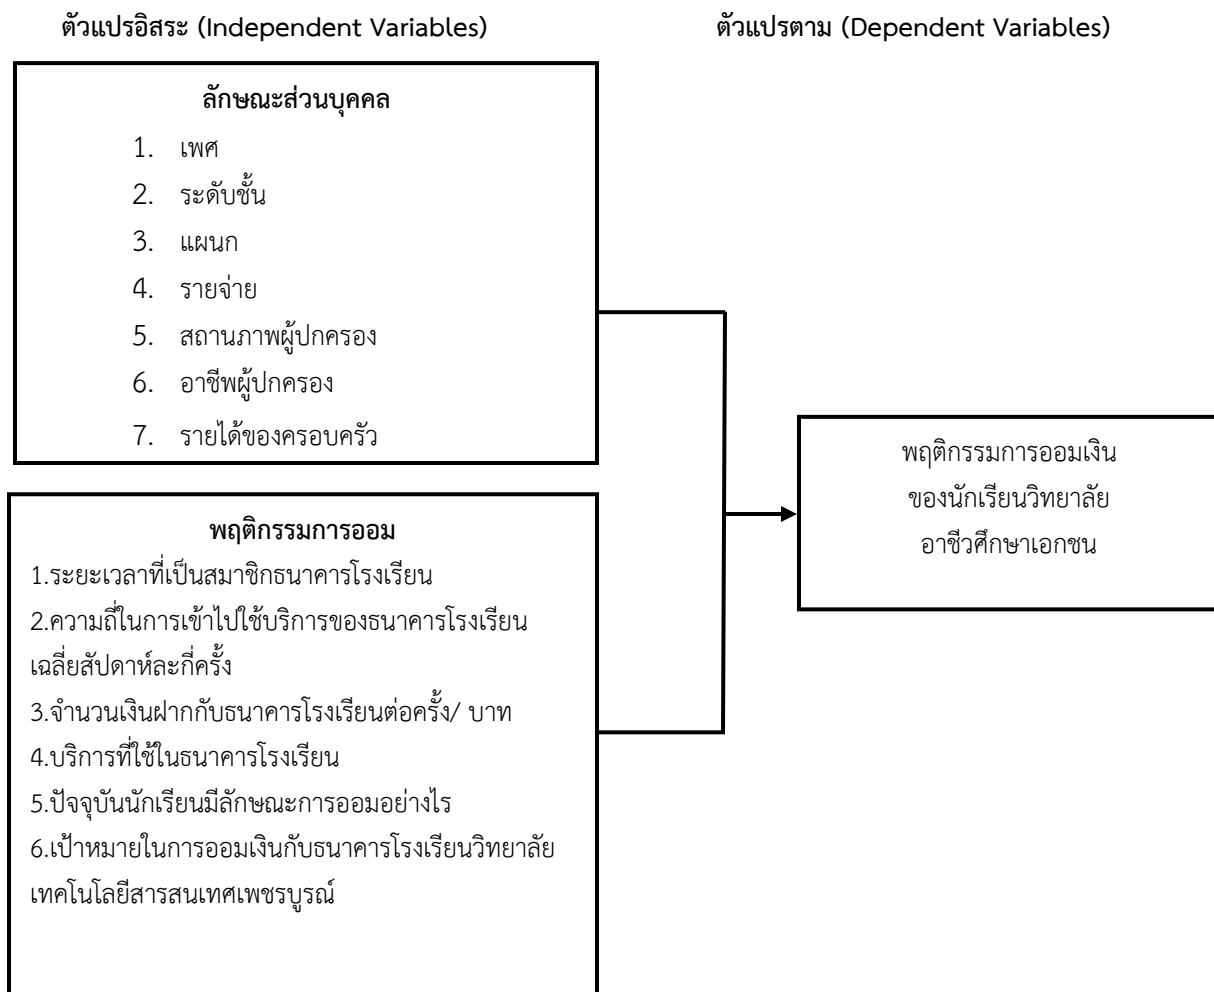 ตัวแปรอิสระ (Independent Variables)
ตัวแปรตาม (Dependent Variables)
ลักษณะส่วนบุคคล
1. เพศ
2. ระดับชั้น
3. แผนก
4. รายจ่าย
5. สถานภาพผู้ปกครอง
6. อาชีพผู้ปกครอง
7. รายได้ของครอบครัว
พฤติกรรมการออม
1.ระยะเวลาที่เป็นสมาชิกธนาคารโรงเรียน
2.ความถี่ในการเข้าไปใช้บริการของธนาคารโรงเรียน
เฉลี่ยสัปดาห์ละกี่ครั้ง
3.จำนวนเงินฝากกับธนาคารโรงเรียนต่อครั้ง/ บาท
4.บริการที่ใช้ในธนาคารโรงเรียน
5.ปัจจุบันนักเรียนมีลักษณะการออมอย่างไร
6.เป้าหมายในการออมเงินกับธนาคารโรงเรียนวิทยาลัย
เทคโนโลยีสารสนเทศเพชรบูรณ์
พฤติกรรมการออมเงิน
ของนักเรียนวิทยาลัย
อาชีวศึกษาเอกชน